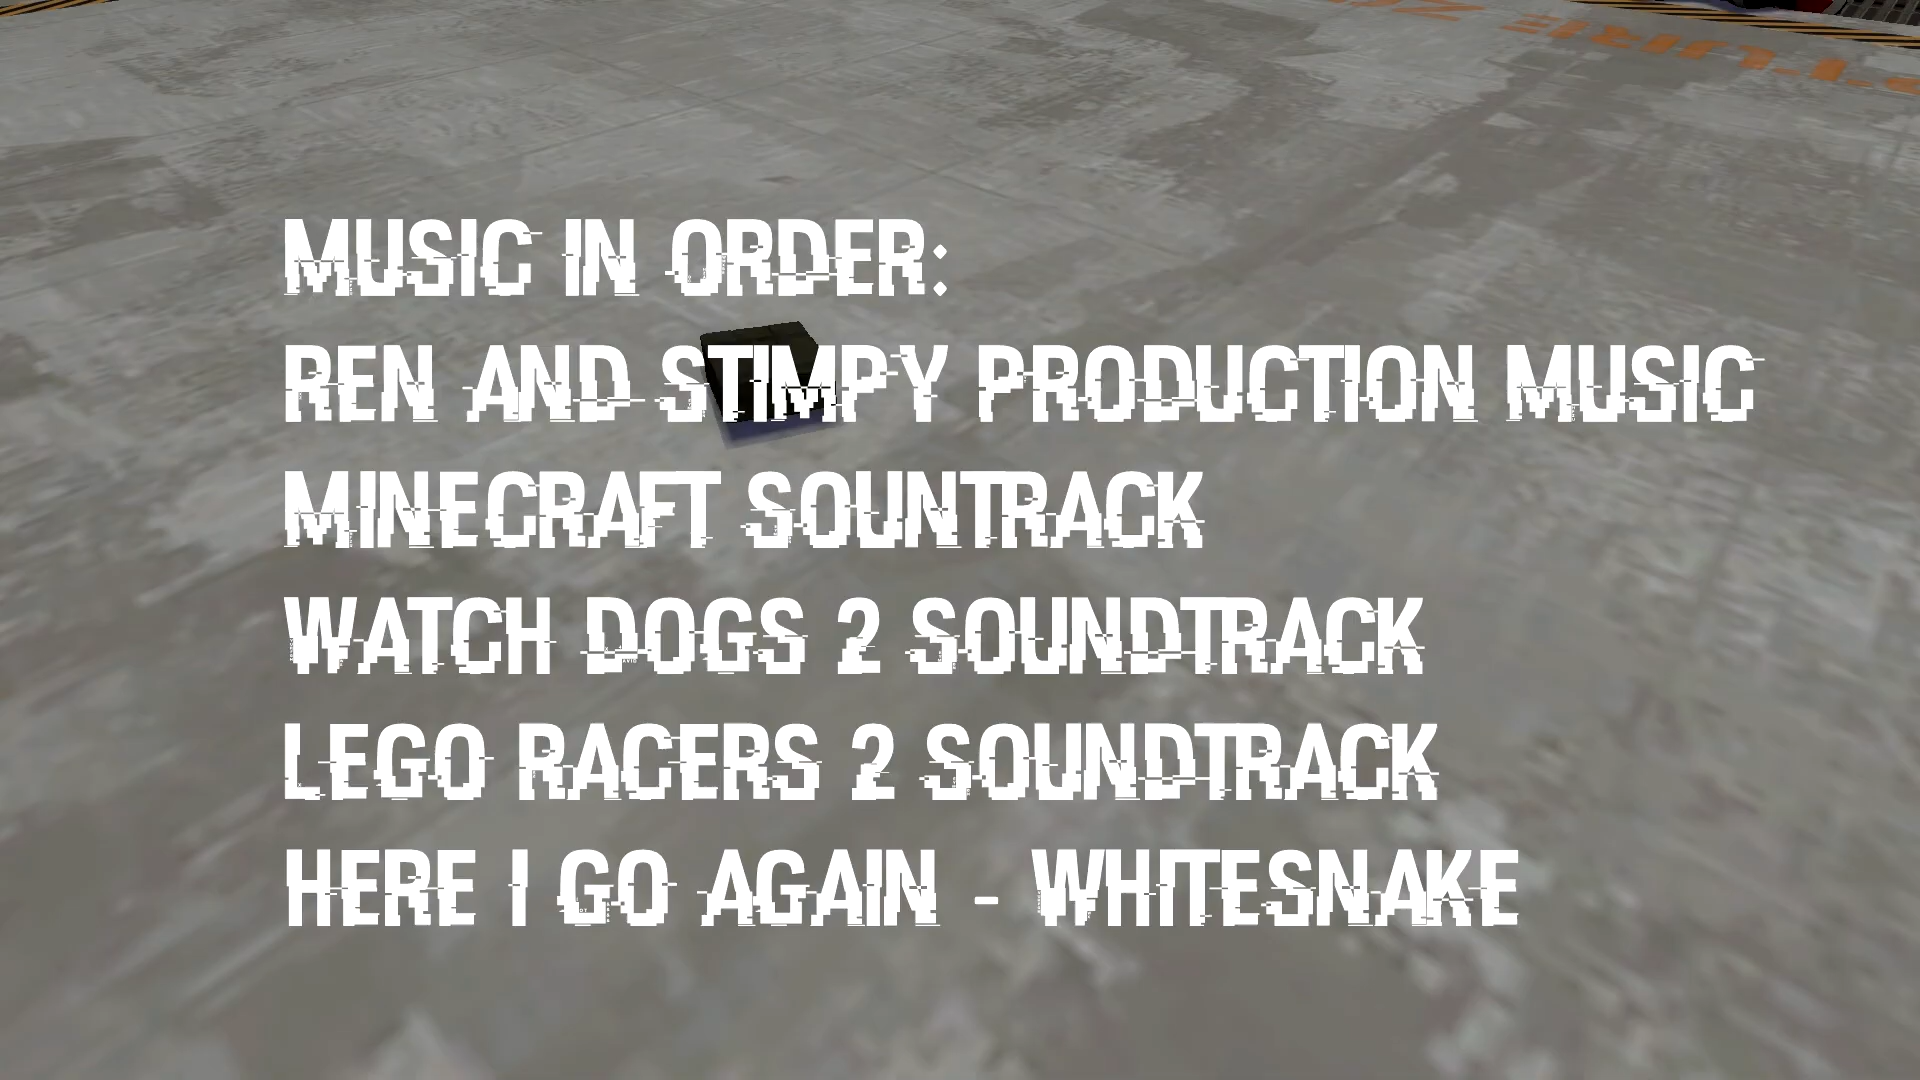 MUSIC IN ORDER:
REN AND STIMPY PRODUCTION MUSIC
MINECRAFT SOUNTRACK
WATCH DOGS 2 SOUNDTRACK
LEGO RACERS 2 SOUNDTRACK
HERE I GO AGAIN - WHITESNAKE